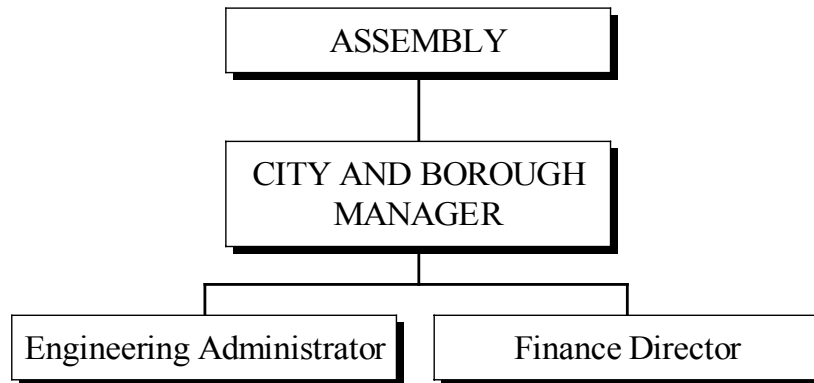 ASSEMBLY
CITY AND BOROUGH
MANAGER
Engineering Administrator
Finance Director